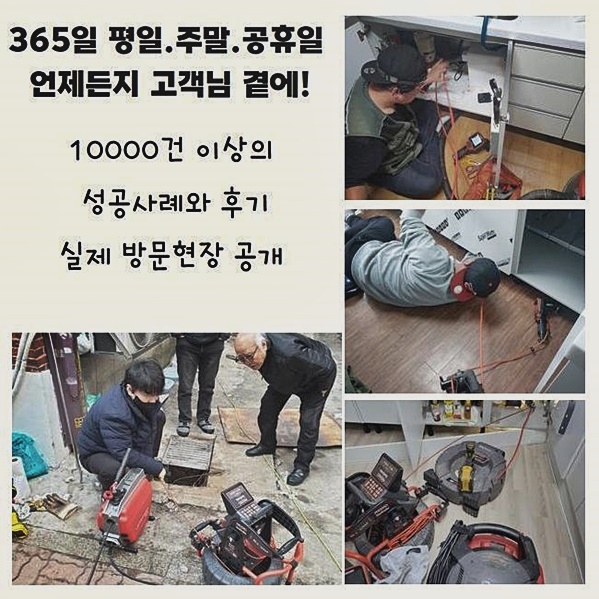 365일 평일.주말.공휴일
언제든지 고객님 곁에!
10000건 이상의
성공사례와 후기
실제 방문현장 공개